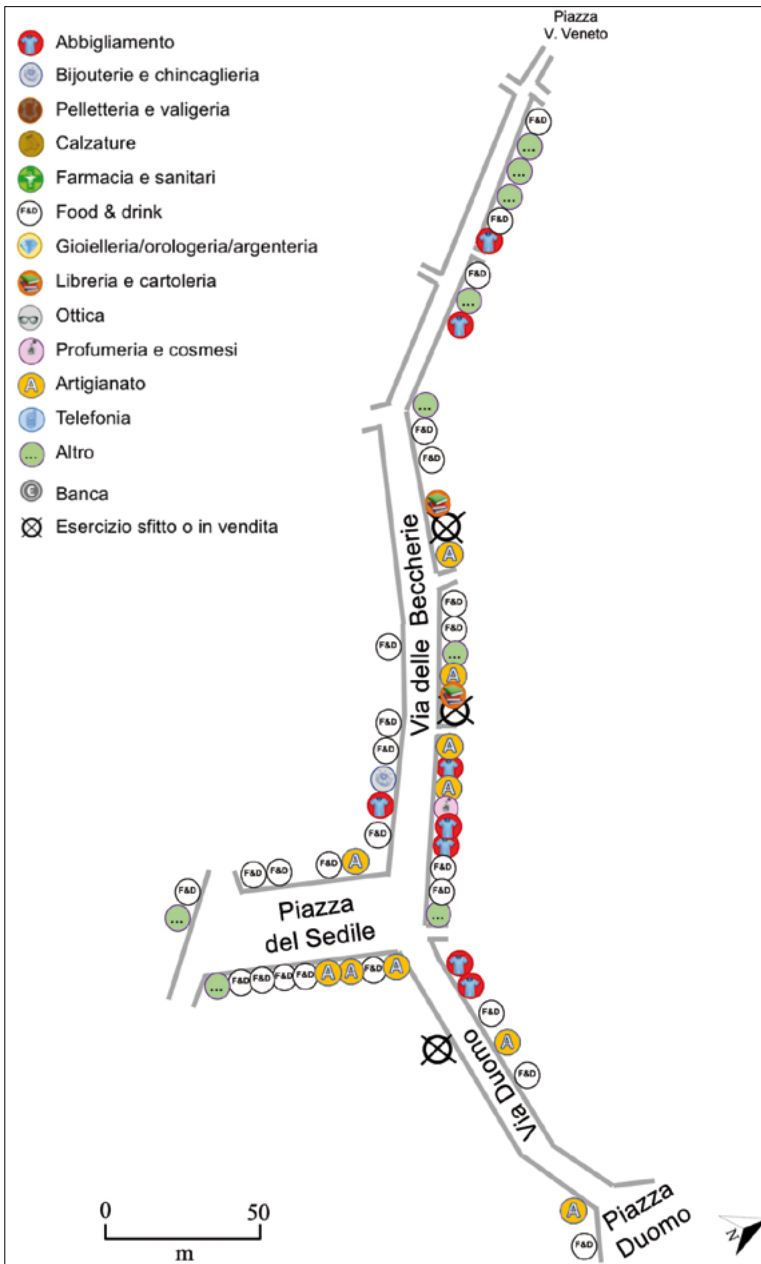 Piazza
V. Veneto
Abbigliamento
Bijouterie e chincaglieria
Pelletteria e valigeria
Calzature
Farmacia e sanitari
F&D Food & drink
Gioielleria/orologeria/argenteria
Libreria e cartoleria
Ottica
Profumeria e cosmesi
A Artigianato
Telefonia
... Altro
€ Banca
Esercizio sfitto o in vendita
F&D
...
...
...
F&D
F&D
...
...
F&D
F&D
A
Via delle Beccherie
F&D
F&D
F&D
...
A
F&D
F&D
A
A
F&D
F&D
F&D
...
F&D F&D F&D A
F&D
...
Piazza
del Sedile
... F&D F&D F&D F&D A A F&D A
F&D
A
F&D
Via Duomo
A
F&D
Piazza
Duomo
0 50
m
N